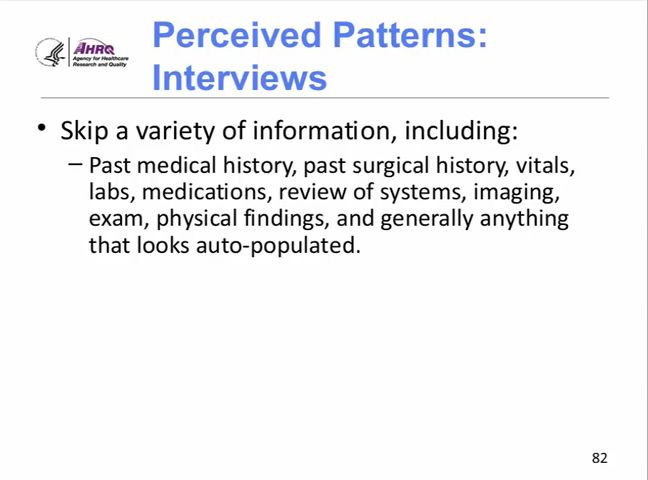 Perceived Patterns:
Interviews
AHRQ
Agency for Healthcare
Research and Quality
• Skip a variety of information, including:
– Past medical history, past surgical history, vitals,
labs, medications, review of systems, imaging,
exam, physical findings, and generally anything
that looks auto-populated.
82